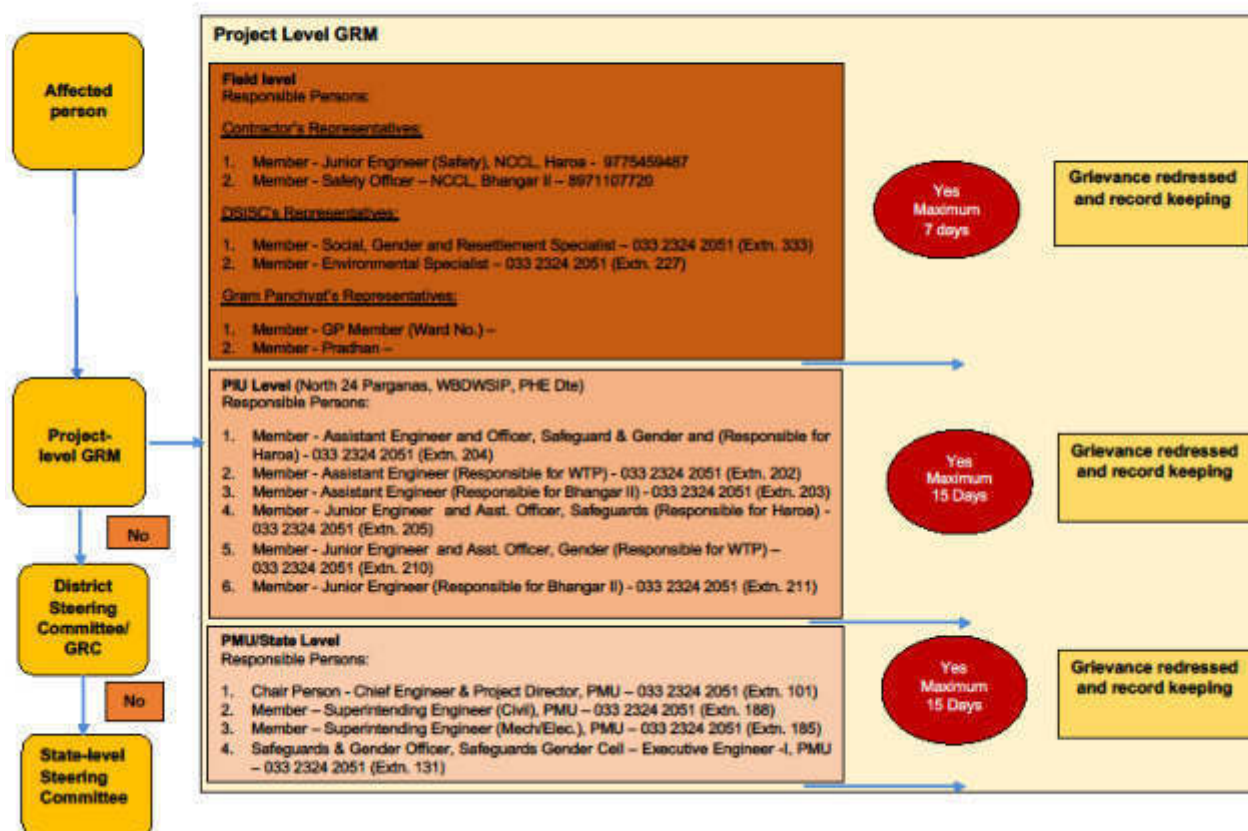 Affected
person
Project-
level GRM
No
District
Steering
Committee/
GRC
No
State-level
Steering
Committee
Project Level GRM
Field level
Responsible Persons:
Contractor's Representatives:
1. Member - Junior Engineer (Safety), NCCL, Haroa - 9775459487
2. Member - Safety Officer – NCCL, Bhangar II – 8971107720
DSISC's Representatives:
1. Member - Social, Gender and Resettlement Specialist – 033 2324 2051 (Extn. 333)
2. Member - Environmental Specialist – 033 2324 2051 (Extn. 227)
Gram Panchyat's Representatives:
1. Member - GP Member (Ward No.) –
2. Member - Pradhan –
Yes
Maximum
7 days
Grievance redressed
and record keeping
PIU Level (North 24 Parganas, WBDWSIP, PHE Dte)
Responsible Persons:
1. Member - Assistant Engineer and Officer, Safeguard & Gender and (Responsible for
Haroa) - 033 2324 2051 (Extn. 204)
2. Member - Assistant Engineer (Responsible for WTP) - 033 2324 2051 (Extn. 202)
3. Member - Assistant Engineer (Responsible for Bhangar II) - 033 2324 2051 (Extn. 203)
4. Member - Junior Engineer and Asst. Officer, Safeguards (Responsible for Haroa) -
033 2324 2051 (Extn. 205)
5. Member - Junior Engineer and Asst. Officer, Gender (Responsible for WTP) –
033 2324 2051 (Extn. 210)
6. Member - Junior Engineer (Responsible for Bhangar II) - 033 2324 2051 (Extn. 211)
Yes
Maximum
15 Days
Grievance redressed
and record keeping
PMU/State Level
Responsible Persons:
1. Chair Person - Chief Engineer & Project Director, PMU – 033 2324 2051 (Extn. 101)
2. Member – Superintending Engineer (Civil), PMU – 033 2324 2051 (Extn. 188)
3. Member – Superintending Engineer (Mech/Elec.), PMU – 033 2324 2051 (Extn. 185)
4. Safeguards & Gender Officer, Safeguards Gender Cell – Executive Engineer -I, PMU
– 033 2324 2051 (Extn. 131)
Yes
Maximum
15 Days
Grievance redressed
and record keeping